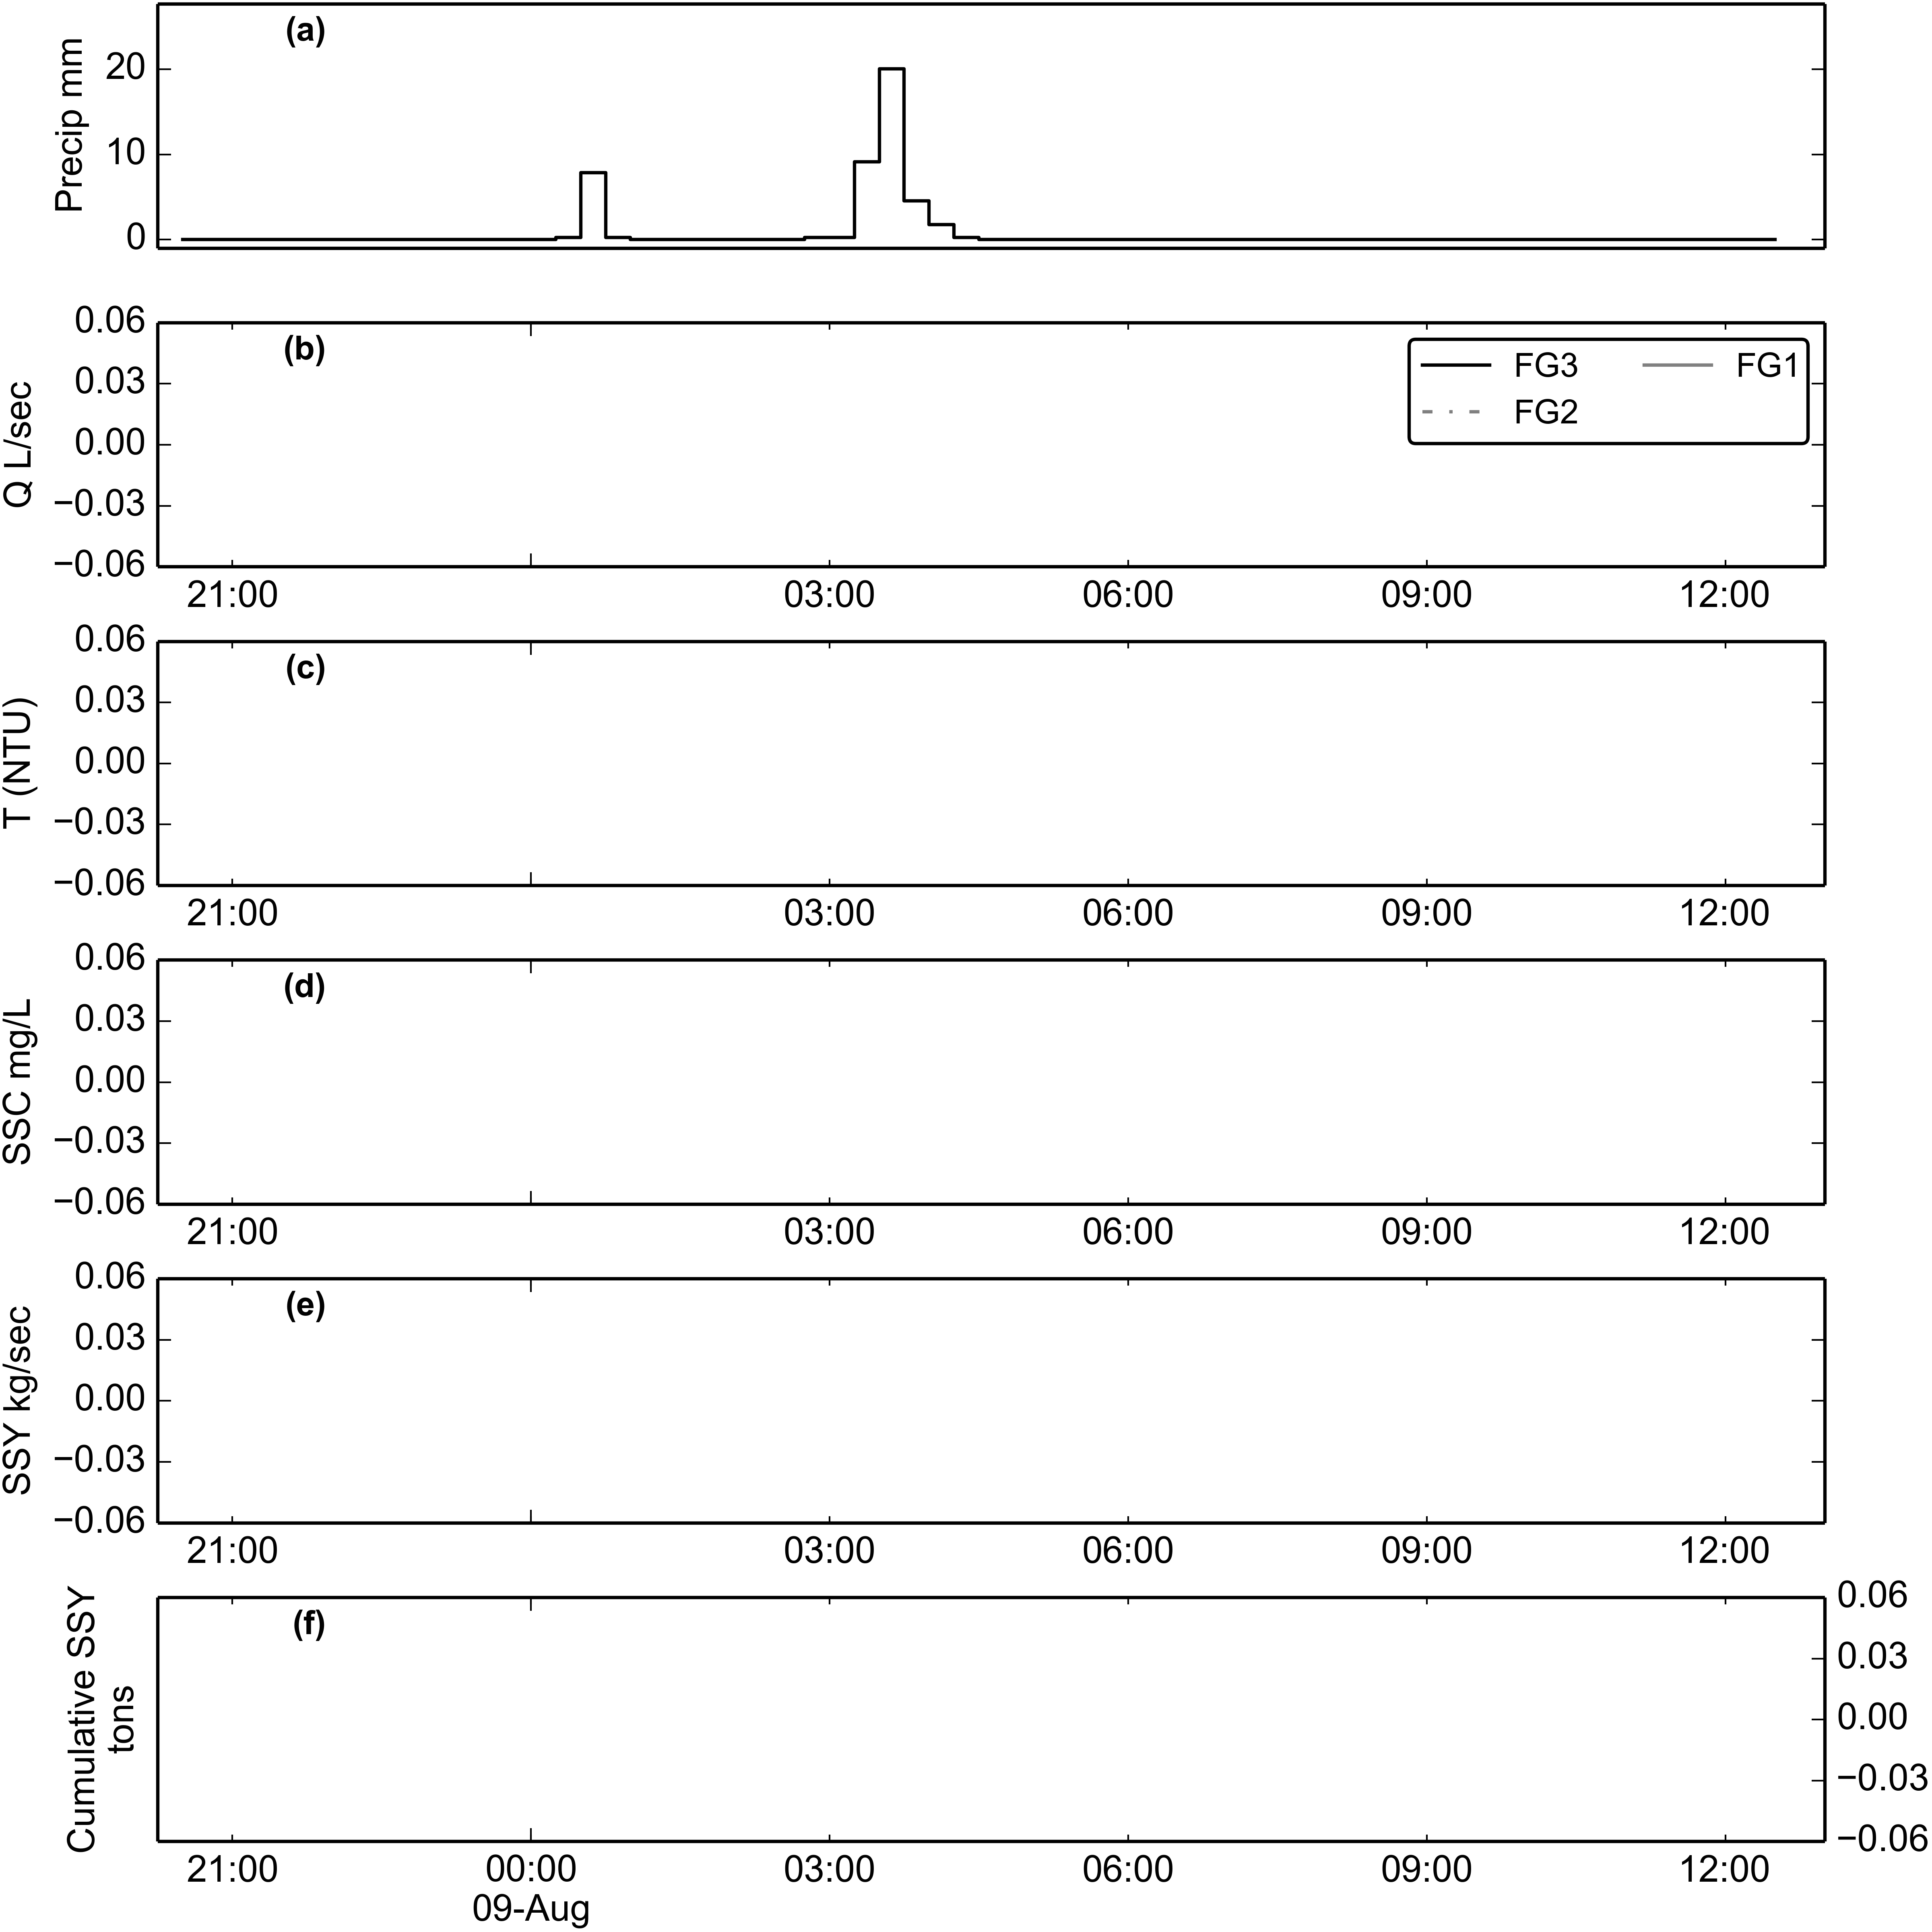 (a)
Precip mm
20
10
0
(b)
Q L/sec
0.06
0.03
0.00
−0.03
−0.06
FG3
FG1
FG2
21:00 03:00 06:00 09:00 12:00
(c)
T (NTU)
0.06
0.03
0.00
−0.03
−0.06
21:00 03:00 06:00 09:00 12:00
(d)
SSC mg/L
0.06
0.03
0.00
−0.03
−0.06
21:00 03:00 06:00 09:00 12:00
(e)
SSY kg/sec
0.06
0.03
0.00
−0.03
−0.06
21:00 03:00 06:00 09:00 12:00
(f)
Cumulative SSY
tons
0.06
0.03
0.00
−0.03
−0.06
21:00 00:00 03:00 06:00 09:00 12:00
09-Aug